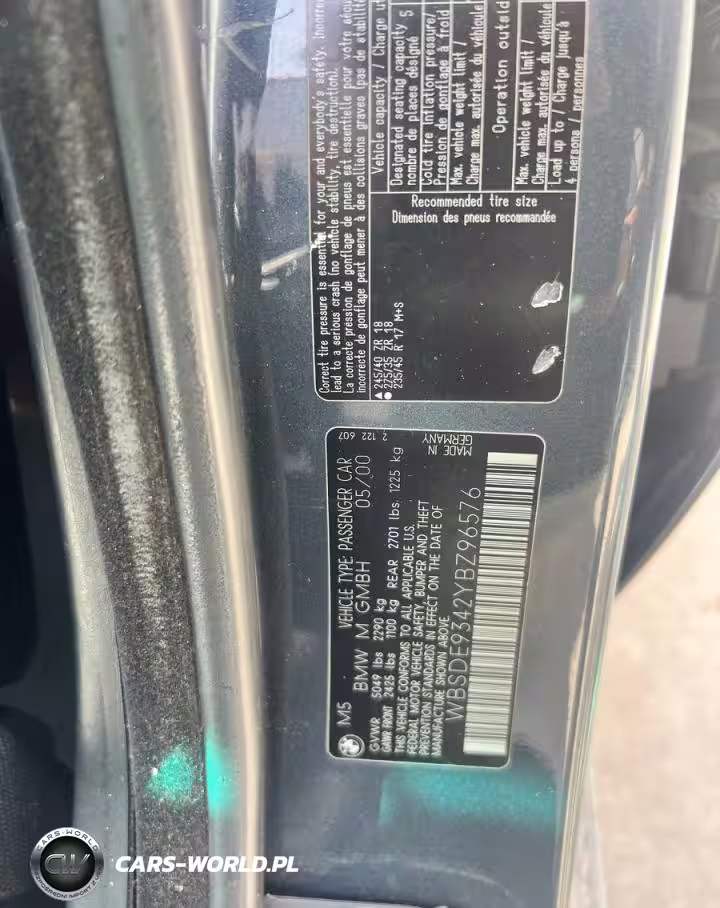 Correct tire pressure is essential for your and everybody's safety, incorrec
lead to a serious crash (no vehicle stability, tire destruction).
La correcte pression de gonflage de pneus est essentielle pour votre sécu
incorrecte de gonflage peut mener à des collisions graves (pas de stabilité
Vehicle capacity / Charge ut
Designated seating capacity 5
nombre de places désigné
Cold tire inflation pressure/
Pression de gonflage à froid
Max. vehicle weight limit /
Charge max. autorisée du véhicule
Operation outsid
Max. vehicle weight limit /
Charge max. autorisée du véhicule
Load up to / Charge jusqu'à
4 persons / personnes
Recommended tire size
Dimension des pneus recommandée
▲ 245/40 ZR 18
● 275/35 ZR 18
235/45 R 17 M+S
2 122 607
M5 VEHICLE TYPE: PASSENGER CAR
BMW M GMBH 05/00
GVWR 5049 lbs 2290 kg
GAWR FRONT 2425 lbs 1100 kg REAR 2701 lbs 1225 kg
THIS VEHICLE CONFORMS TO ALL APPLICABLE U.S.
FEDERAL MOTOR VEHICLE SAFETY, BUMPER AND THEFT
PREVENTION STANDARDS IN EFFECT ON THE DATE OF
MANUFACTURE SHOWN ABOVE
MADE IN
GERMANY
WBSDE9342YBZ96576
CARS-WORLD
CW
CARS-WORLD.PL